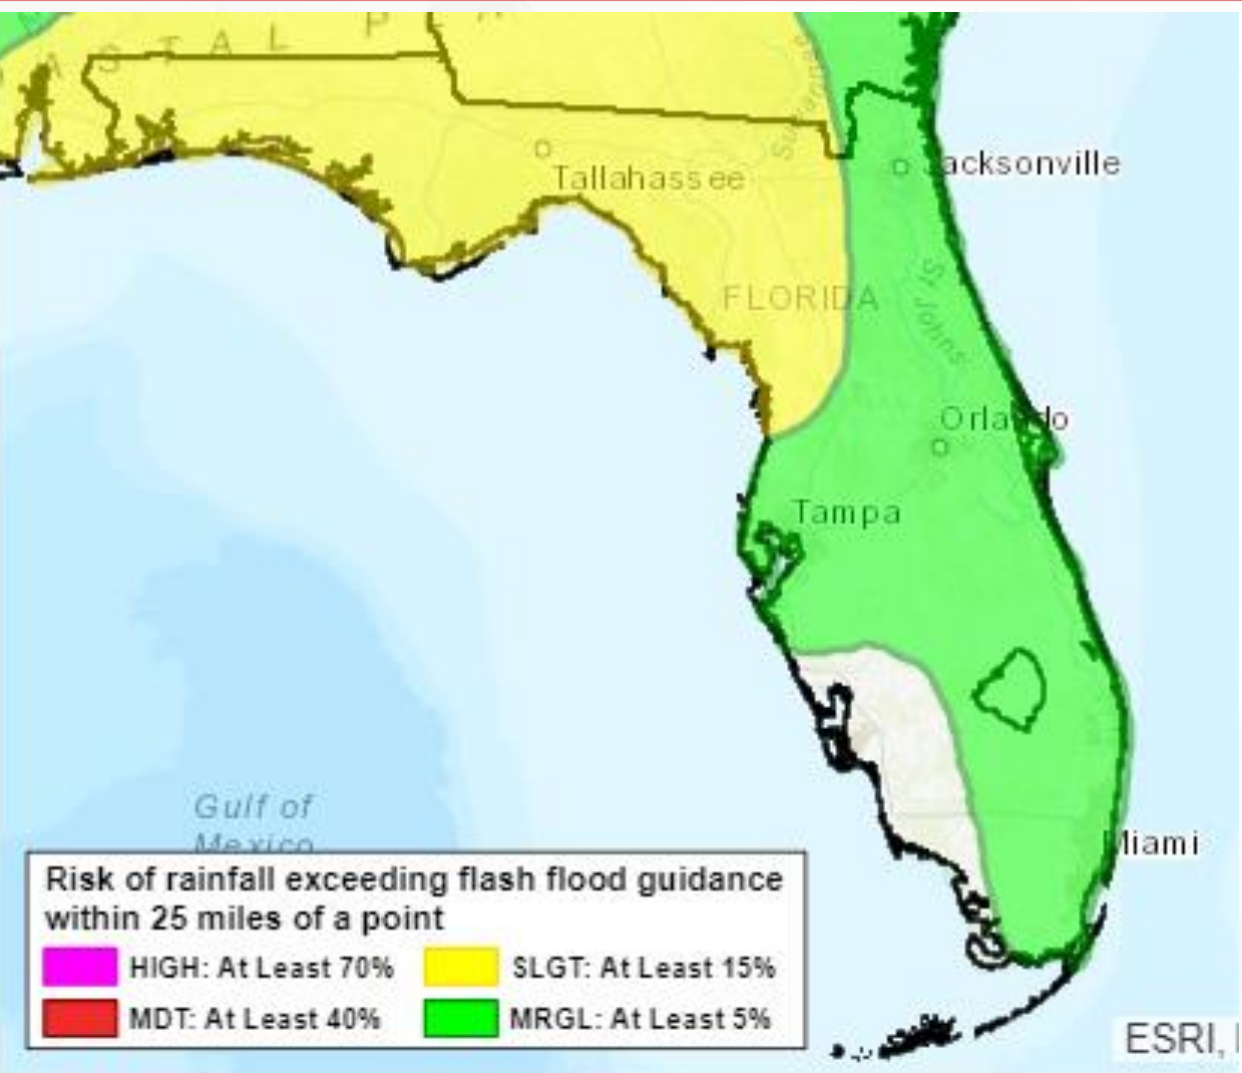 A S T A L P L A
Suwannee
Tallahassee
Jacksonville
FLORIDA
St Johns
Orlando
Tampa
Gulf of
Mexico
Miami
Risk of rainfall exceeding flash flood guidance
within 25 miles of a point
HIGH: At Least 70% SLGT: At Least 15%
MDT: At Least 40% MRGL: At Least 5%
ESRI,